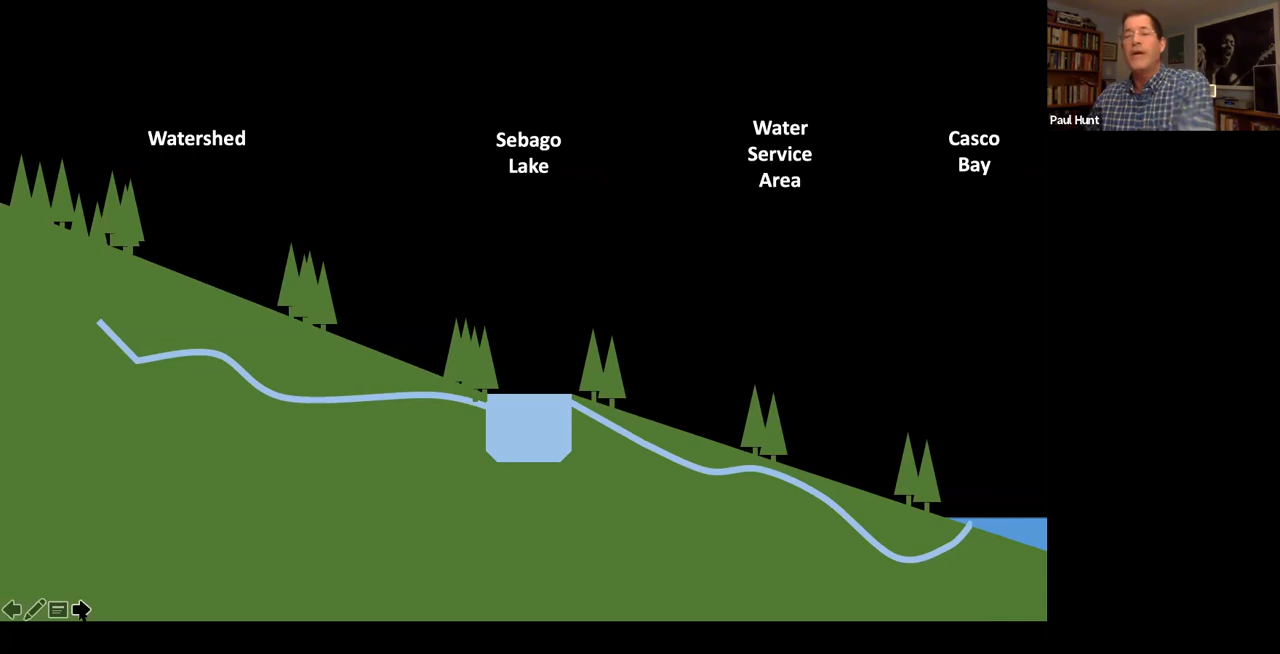 Watershed
Sebago
Lake
Water
Service
Area
Casco
Bay
Paul Hunt